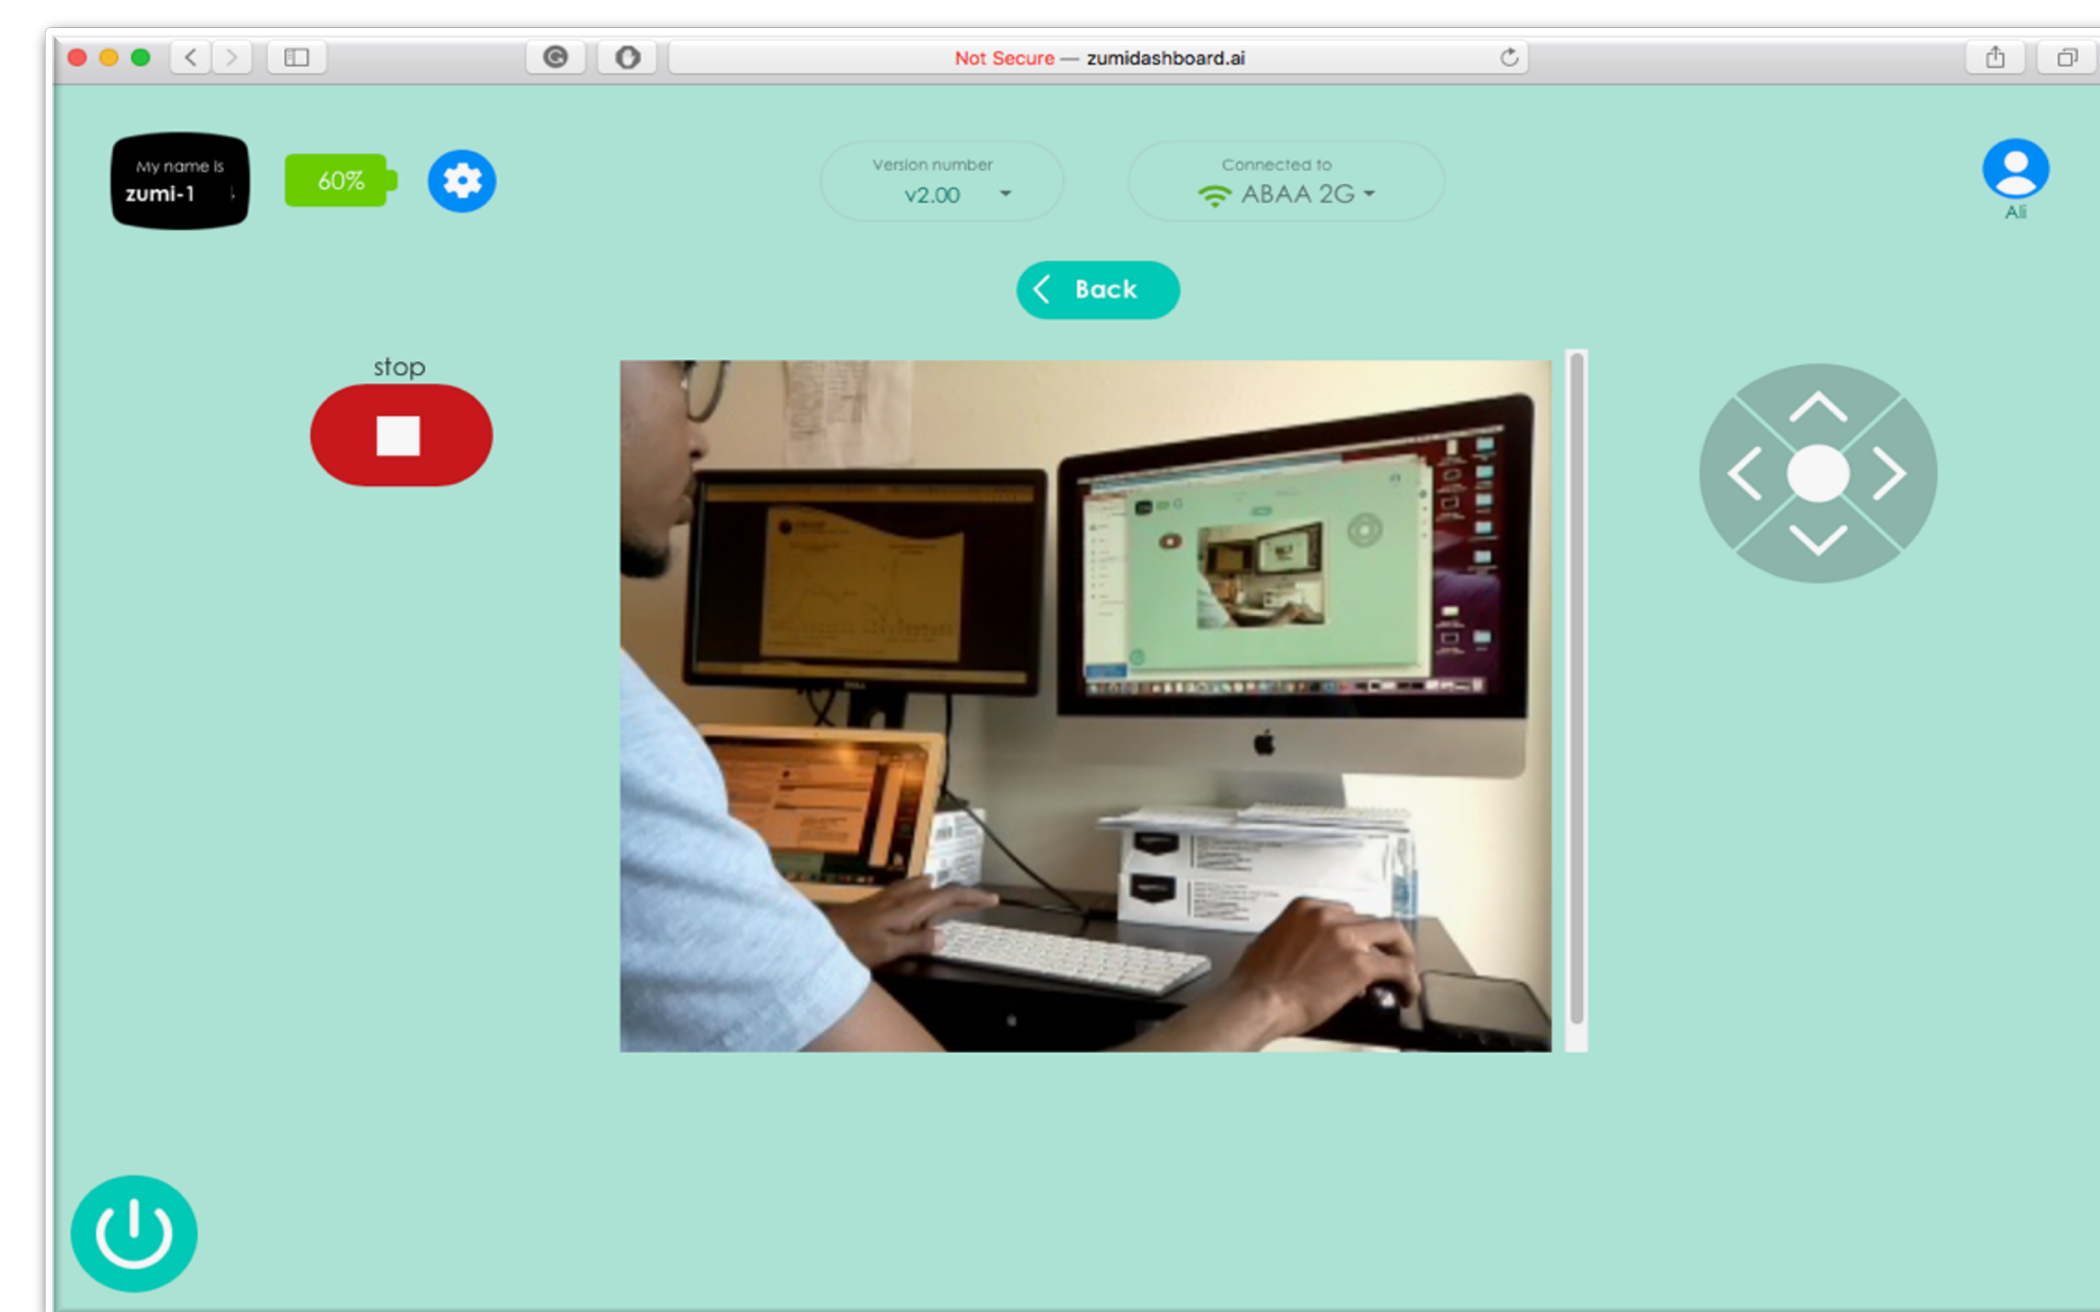 Not Secure — zumidashboard.ai
My name is
zumi-1
60%
Version number
v2.00
Connected to
ABAA 2G
Ali
Back
stop
DELL